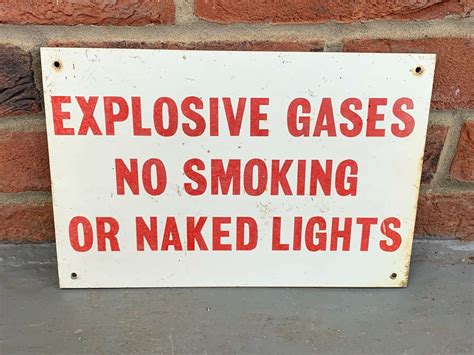 EXPLOSIVE GASES
NO SMOKING
OR NAKED LIGHTS